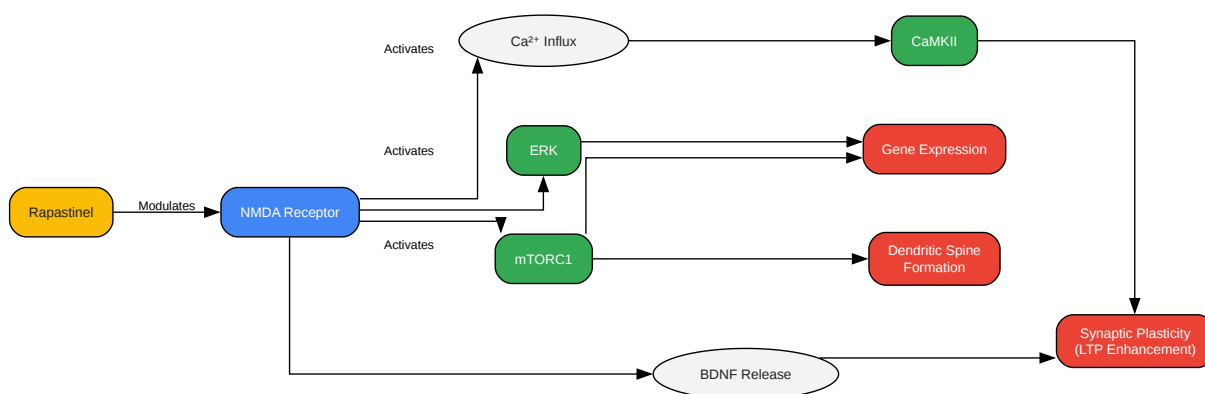 Activates
Ca²⁺ Influx
CaMKII
Activates
ERK
Gene Expression
Rapastinel
Modulates
NMDA Receptor
Activates
mTORC1
Dendritic Spine
Formation
Synaptic Plasticity
(LTP Enhancement)
BDNF Release